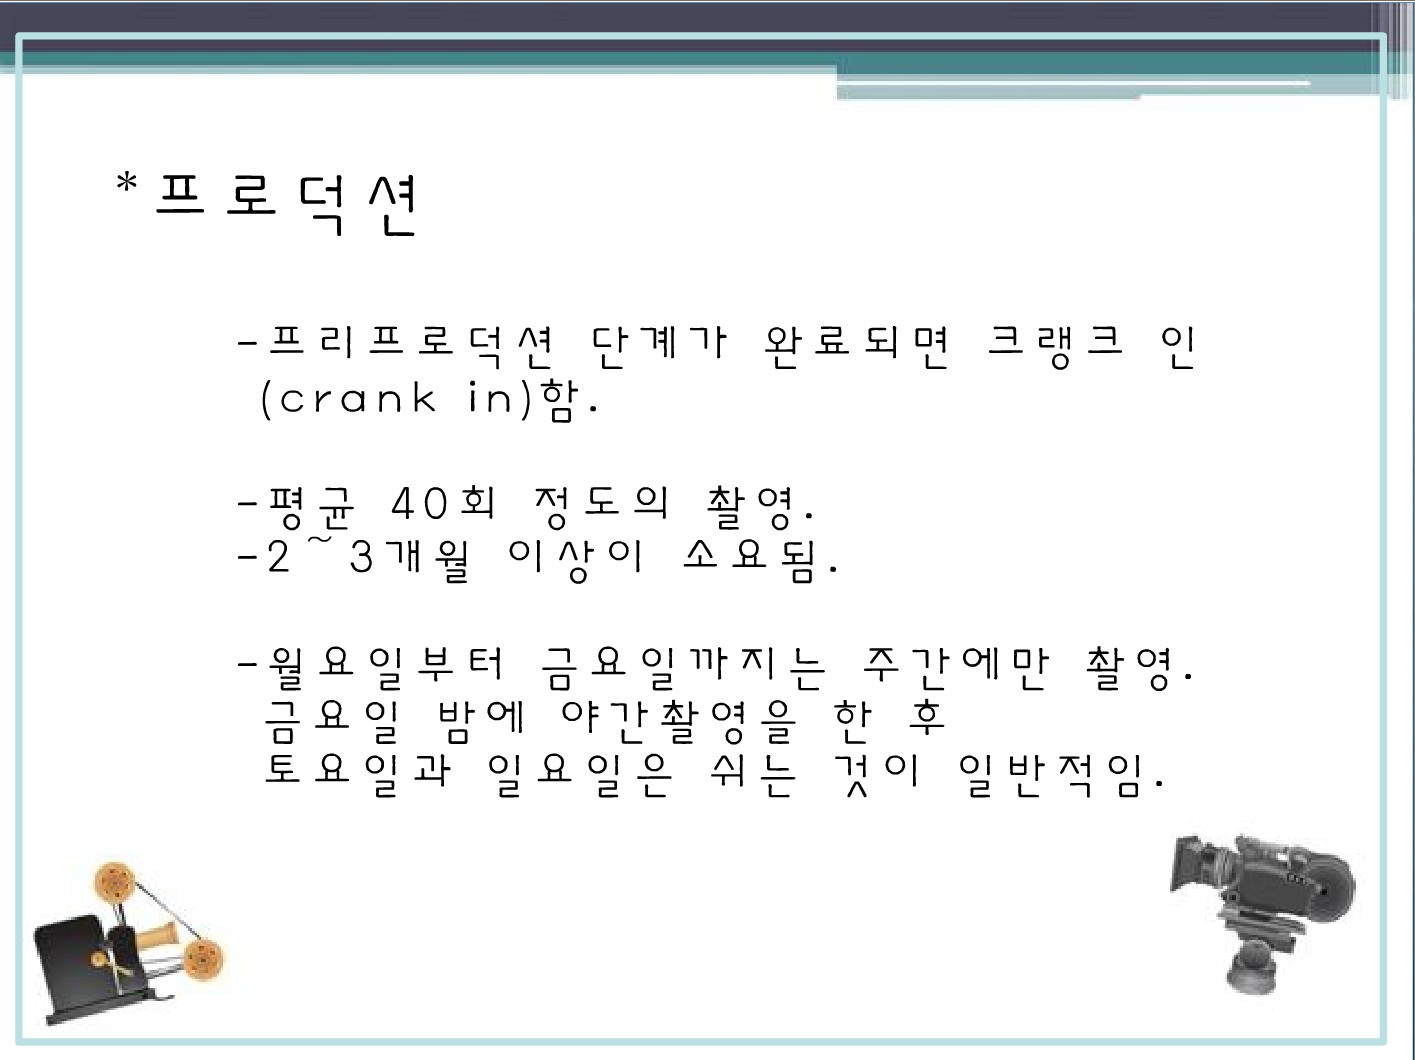 *프로덕션
-프리프로덕션 단계가 완료되면 크랭크 인
(crank in)함.
-평균 40회 정도의 촬영.
-2~3개월 이상이 소요됨.
-월요일부터 금요일까지는 주간에만 촬영.
금요일 밤에 야간촬영을 한 후
토요일과 일요일은 쉬는 것이 일반적임.